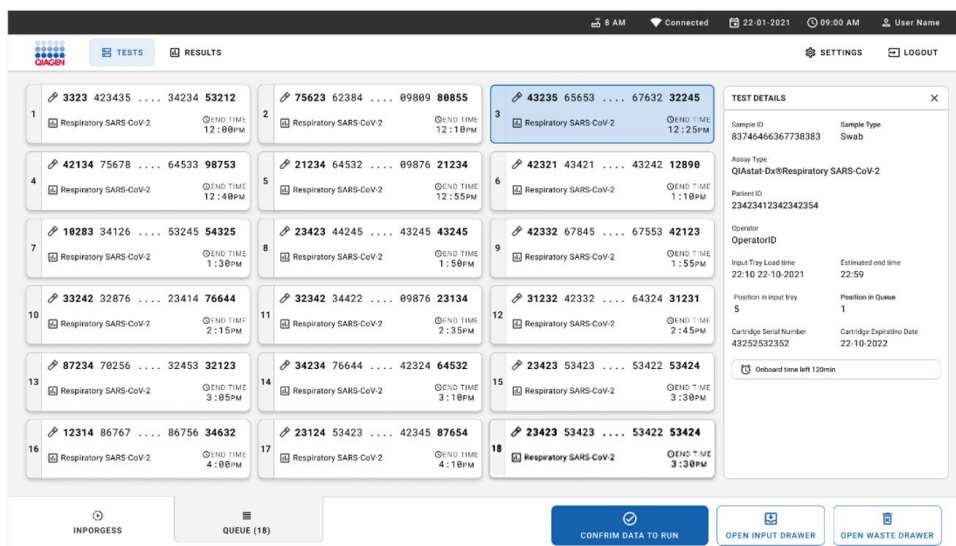 8 AM Connected 22-01-2021 09:00 AM User Name
QIAGEN TESTS RESULTS SETTINGS LOGOUT
1 3323 423435 .... 34234 53212
Respiratory SARS-CoV-2 END TIME
12:00PM
2 75623 62384 .... 09809 80855
Respiratory SARS-CoV-2 END TIME
12:10PM
3 43235 65653 .... 67632 32245
Respiratory SARS-CoV-2 END TIME
12:25PM
4 42134 75678 .... 64533 98753
Respiratory SARS-CoV-2 END TIME
12:40PM
5 21234 64532 .... 09876 21234
Respiratory SARS-CoV-2 END TIME
12:55PM
6 42321 43421 .... 43242 12890
Respiratory SARS-CoV-2 END TIME
1:10PM
7 10283 34126 .... 53245 54325
Respiratory SARS-CoV-2 END TIME
1:30PM
8 23423 44245 .... 43245 43245
Respiratory SARS-CoV-2 END TIME
1:50PM
9 42332 67845 .... 67553 42123
Respiratory SARS-CoV-2 END TIME
1:55PM
10 33242 32876 .... 23414 76644
Respiratory SARS-CoV-2 END TIME
2:15PM
11 32342 34422 .... 09876 23134
Respiratory SARS-CoV-2 END TIME
2:35PM
12 31232 42332 .... 64324 31231
Respiratory SARS-CoV-2 END TIME
2:45PM
13 87234 70256 .... 32453 32123
Respiratory SARS-CoV-2 END TIME
3:05PM
14 34234 76644 .... 42324 64532
Respiratory SARS-CoV-2 END TIME
3:10PM
15 23423 53423 .... 53422 53424
Respiratory SARS-CoV-2 END TIME
3:30PM
16 12314 86767 .... 86756 34632
Respiratory SARS-CoV-2 END TIME
4:00PM
17 23124 53423 .... 42345 87654
Respiratory SARS-CoV-2 END TIME
4:10PM
18 23423 53423 .... 53422 53424
Respiratory SARS-CoV-2 END TIME
3:30PM
TEST DETAILS
Sample ID Sample Type
83746466367738383 Swab
Assay Type
QIAstat-Dx®Respiratory SARS-CoV-2
Patient ID
23423412342342354
Operator
OperatorID
Input Tray Load time Estimated end time
22:10 22-10-2021 22:59
Position in input tray Position in Queue
5 1
Cartridge Serial Number Cartridge Expiratino Date
43252532352 22-10-2022
Onboard time left 120min
INPORGESS QUEUE (18) CONFRIM DATA TO RUN OPEN INPUT DRAWER OPEN WASTE DRAWER